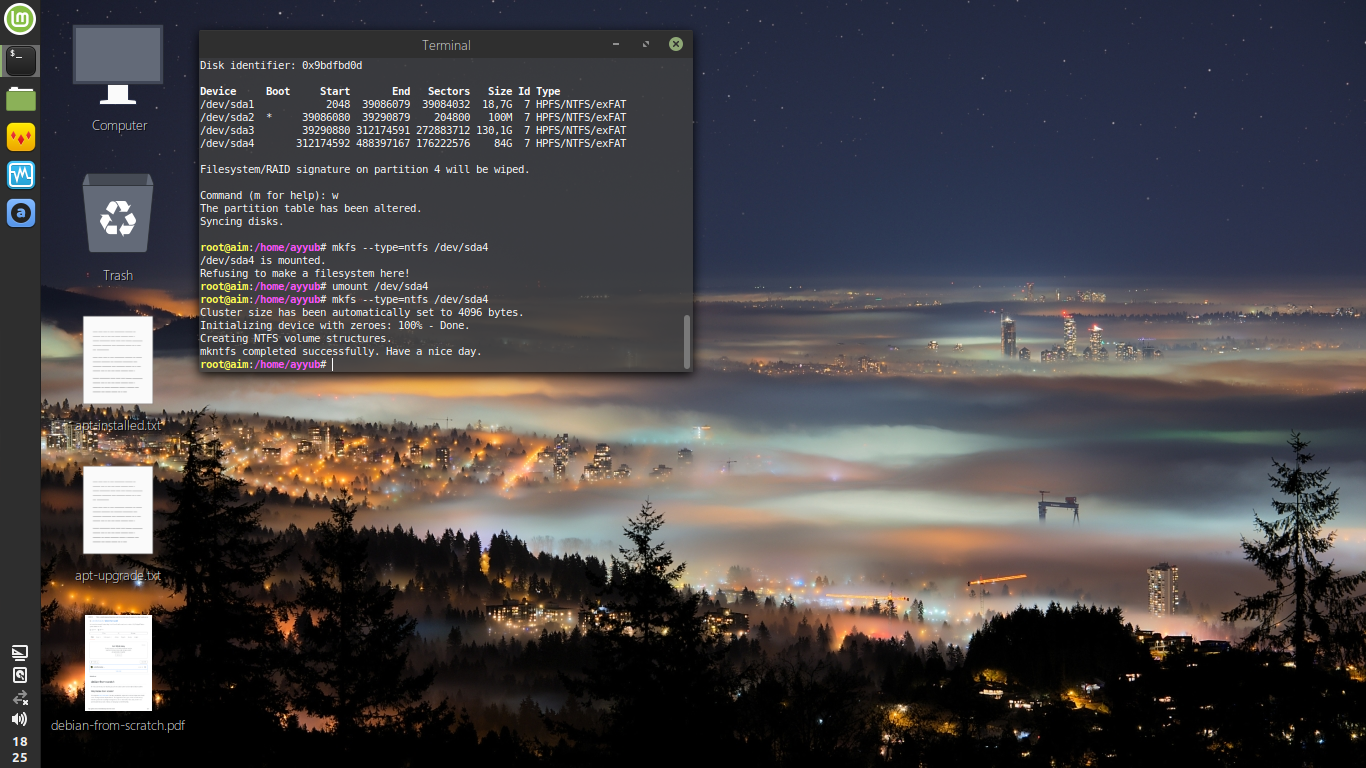 Terminal
Disk identifier: 0x9bdfbd0d
Device Boot Start End Sectors Size Id Type
/dev/sda1 2048 39086079 39084032 18,7G 7 HPFS/NTFS/exFAT
/dev/sda2 * 39086080 39290879 204800 100M 7 HPFS/NTFS/exFAT
/dev/sda3 39290880 312174591 272883712 130,1G 7 HPFS/NTFS/exFAT
/dev/sda4 312174592 488397167 176222576 84G 7 HPFS/NTFS/exFAT
Filesystem/RAID signature on partition 4 will be wiped.
Command (m for help): w
The partition table has been altered.
Syncing disks.
root@aim:/home/ayyub# mkfs --type=ntfs /dev/sda4
/dev/sda4 is mounted.
Refusing to make a filesystem here!
root@aim:/home/ayyub# umount /dev/sda4
root@aim:/home/ayyub# mkfs --type=ntfs /dev/sda4
Cluster size has been automatically set to 4096 bytes.
Initializing device with zeroes: 100% - Done.
Creating NTFS volume structures.
mkntfs completed successfully. Have a nice day.
root@aim:/home/ayyub#
Computer
Trash
apt-installed.txt
apt-upgrade.txt
debian-from-scratch.pdf
$_
a
18
25